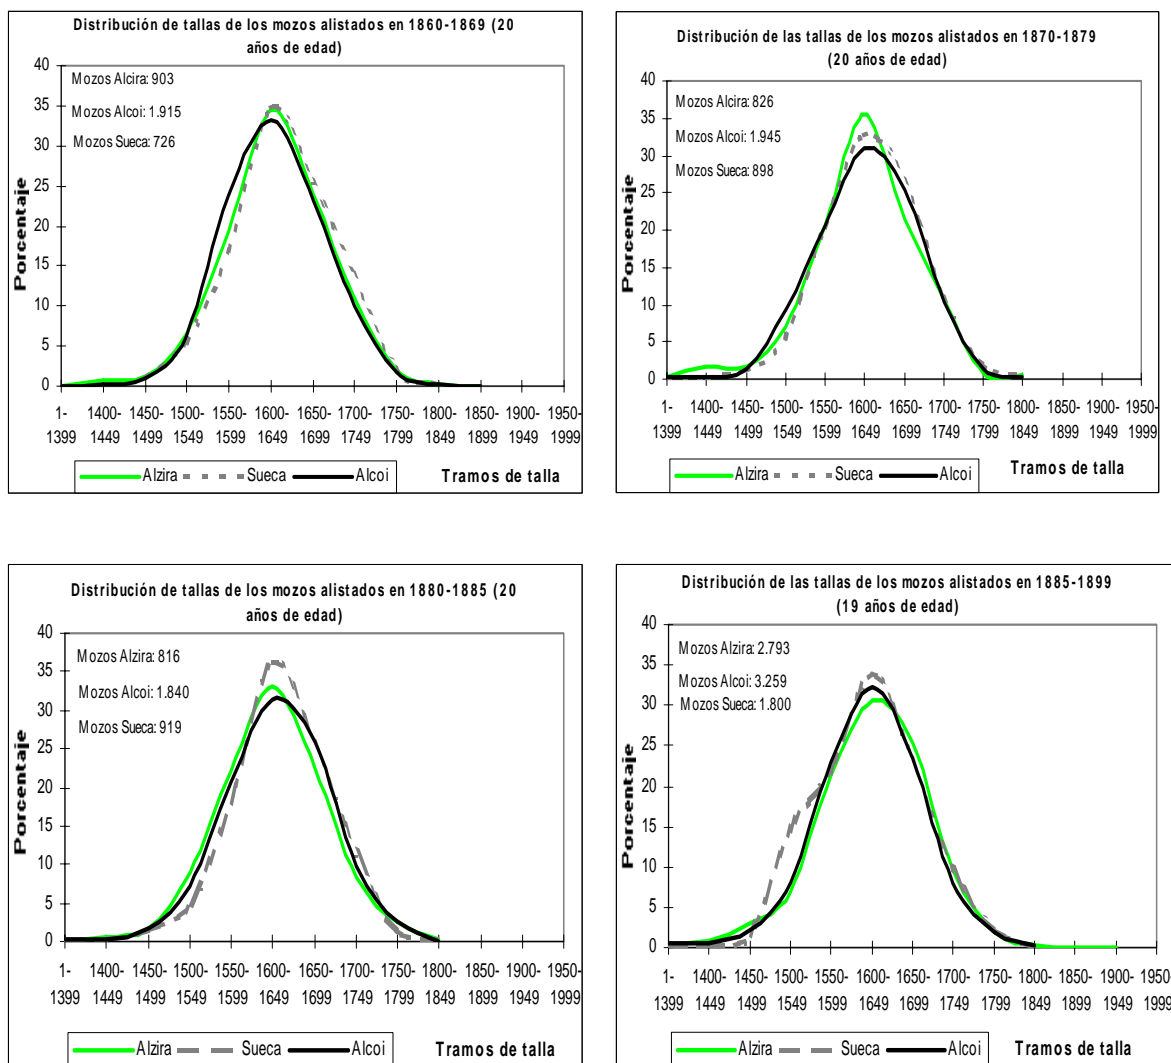 Distribución de tallas de los mozos alistados en 1860-1869 (20
años de edad)
40
35
30
25
20
15
10
5
0
Porcentaje
Mozos Alcira: 903
Mozos Alcoi: 1.915
Mozos Sueca: 726
1- 1400- 1450- 1500- 1550- 1600- 1650- 1700- 1750- 1800- 1850- 1900- 1950-
1399 1449 1499 1549 1599 1649 1699 1749 1799 1849 1899 1949 1999
Alzira Sueca Alcoi Tramos de talla
Distribución de las tallas de los mozos alistados en 1870-1879
(20 años de edad)
40
35
30
25
20
15
10
5
0
Porcentaje
Mozos Alcira: 826
Mozos Alcoi: 1.945
Mozos Sueca: 898
1- 1400- 1450- 1500- 1550- 1600- 1650- 1700- 1750- 1800- 1850- 1900- 1950-
1399 1449 1499 1549 1599 1649 1699 1749 1799 1849 1899 1949 1999
Alzira Sueca Alcoi Tramos de talla
Distribución de tallas de los mozos alistados en 1880-1885 (20
años de edad)
40
35
30
25
20
15
10
5
0
Porcentaje
Mozos Alzira: 816
Mozos Alcoi: 1.840
Mozos Sueca: 919
1- 1400- 1450- 1500- 1550- 1600- 1650- 1700- 1750- 1800- 1850- 1900- 1950-
1399 1449 1499 1549 1599 1649 1699 1749 1799 1849 1899 1949 1999
Alzira Sueca Alcoi Tramos de talla
Distribución de las tallas de los mozos alistados en 1885-1899
(19 años de edad)
40
35
30
25
20
15
10
5
0
Porcentaje
Mozos Alzira: 2.793
Mozos Alcoi: 3.259
Mozos Sueca: 1.800
1- 1400- 1450- 1500- 1550- 1600- 1650- 1700- 1750- 1800- 1850- 1900- 1950-
1399 1449 1499 1549 1599 1649 1699 1749 1799 1849 1899 1949 1999
Alzira Sueca Alcoi Tramos de talla